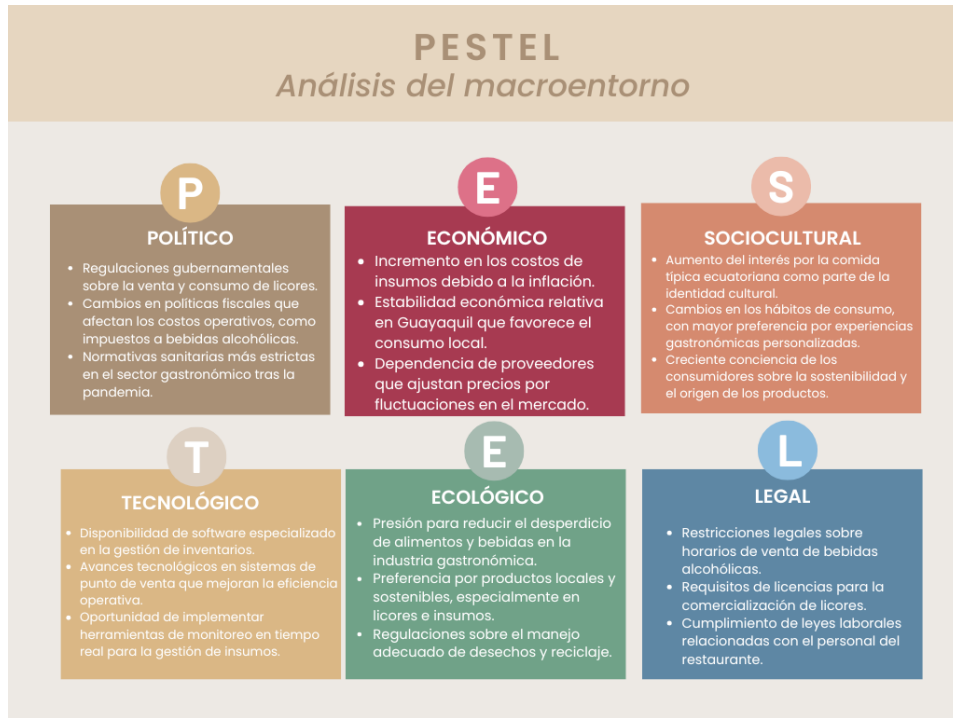 PESTEL
Análisis del macroentorno
P
POLÍTICO
• Regulaciones gubernamentales
sobre la venta y consumo de licores.
• Cambios en políticas fiscales que
afectan los costos operativos, como
impuestos a bebidas alcohólicas.
• Normativas sanitarias más estrictas
en el sector gastronómico tras la
pandemia.
E
ECONÓMICO
• Incremento en los costos de
insumos debido a la inflación.
• Estabilidad económica relativa
en Guayaquil que favorece el
consumo local.
• Dependencia de proveedores
que ajustan precios por
fluctuaciones en el mercado.
S
SOCIOCULTURAL
• Aumento del interés por la comida
típica ecuatoriana como parte de la
identidad cultural.
• Cambios en los hábitos de consumo,
con mayor preferencia por experiencias
gastronómicas personalizadas.
• Creciente conciencia de los
consumidores sobre la sostenibilidad y
el origen de los productos.
T
TECNOLÓGICO
• Disponibilidad de software especializado
en la gestión de inventarios.
• Avances tecnológicos en sistemas de
punto de venta que mejoran la eficiencia
operativa.
• Oportunidad de implementar
herramientas de monitoreo en tiempo
real para la gestión de insumos.
E
ECOLÓGICO
• Presión para reducir el desperdicio
de alimentos y bebidas en la
industria gastronómica.
• Preferencia por productos locales y
sostenibles, especialmente en
licores e insumos.
• Regulaciones sobre el manejo
adecuado de desechos y reciclaje.
L
LEGAL
• Restricciones legales sobre
horarios de venta de bebidas
alcohólicas.
• Requisitos de licencias para la
comercialización de licores.
• Cumplimiento de leyes laborales
relacionadas con el personal del
restaurante.